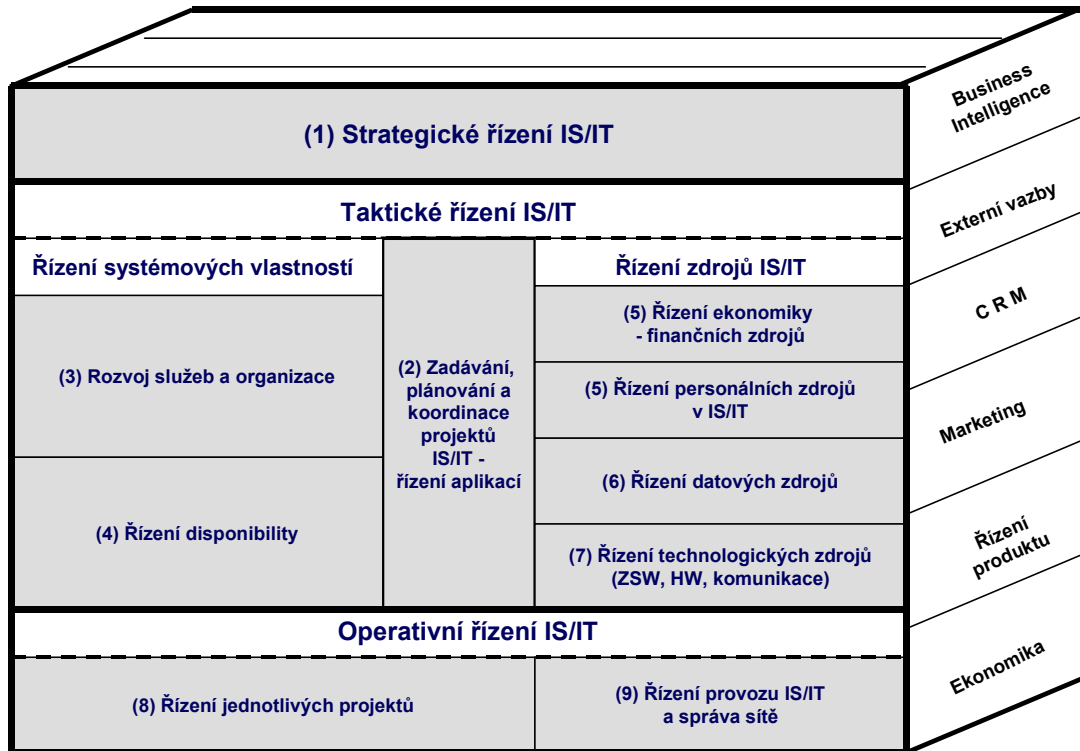 (1) Strategické řízení IS/IT
Taktické řízení IS/IT
Řízení systémových vlastností
(3) Rozvoj služeb a organizace
(4) Řízení disponibility
(2) Zadávání,
plánování a
koordinace
projektů
IS/IT -
řízení aplikací
Řízení zdrojů IS/IT
(5) Řízení ekonomiky
- finančních zdrojů
(5) Řízení personálních zdrojů
v IS/IT
(6) Řízení datových zdrojů
(7) Řízení technologických zdrojů
(ZSW, HW, komunikace)
Operativní řízení IS/IT
(8) Řízení jednotlivých projektů
(9) Řízení provozu IS/IT
a správa sítě
Business
Intelligence
Externí vazby
C R M
Marketing
Řízení
produktu
Ekonomika